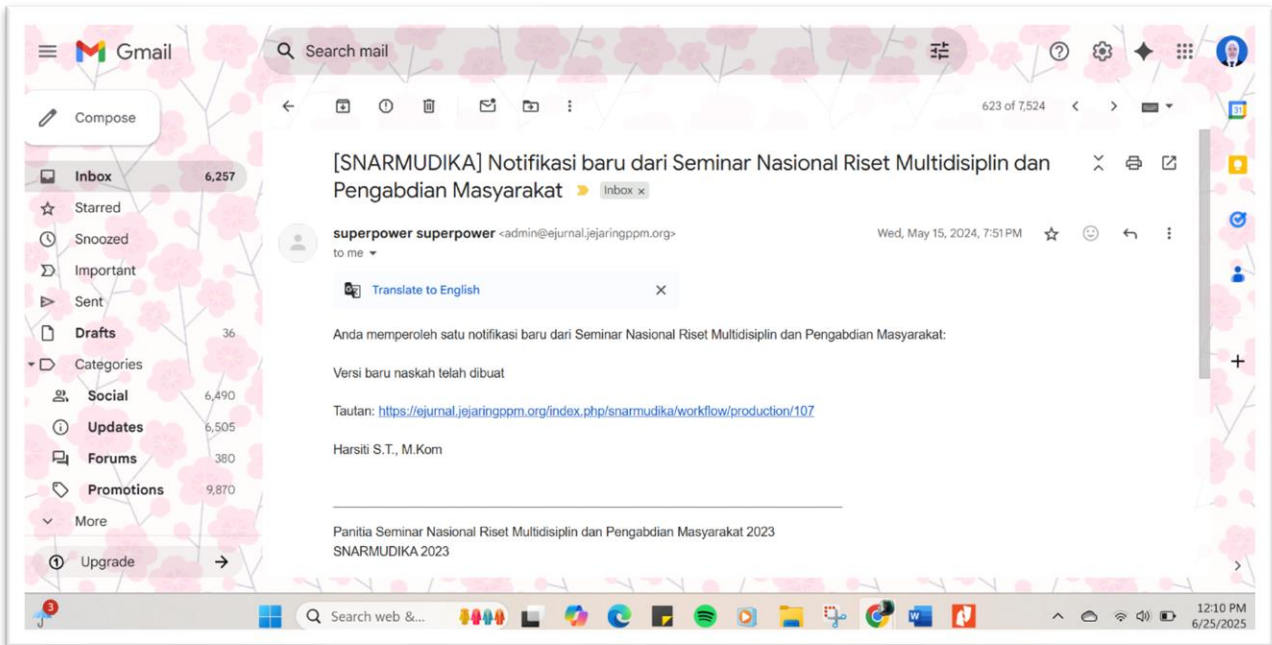 Gmail
Search mail
Compose
623 of 7,524
31
Inbox 6,257
Starred
Snoozed
Important
Sent
Drafts 36
Categories
Social 6,490
Updates 6,505
Forums 380
Promotions 9,870
More
1 Upgrade
[SNARMUDIKA] Notifikasi baru dari Seminar Nasional Riset Multidisiplin dan
Pengabdian Masyarakat Inbox x
superpower superpower <admin@ejurnal.jejaringppm.org> Wed, May 15, 2024, 7:51 PM
to me
Translate to English
Anda memperoleh satu notifikasi baru dari Seminar Nasional Riset Multidisiplin dan Pengabdian Masyarakat:
Versi baru naskah telah dibuat
Tautan: https://ejurnal.jejaringppm.org/index.php/snarmudika/workflow/production/107
Harsiti S.T., M.Kom
Panitia Seminar Nasional Riset Multidisiplin dan Pengabdian Masyarakat 2023
SNARMUDIKA 2023
3
Search web &...
12:10 PM
6/25/2025